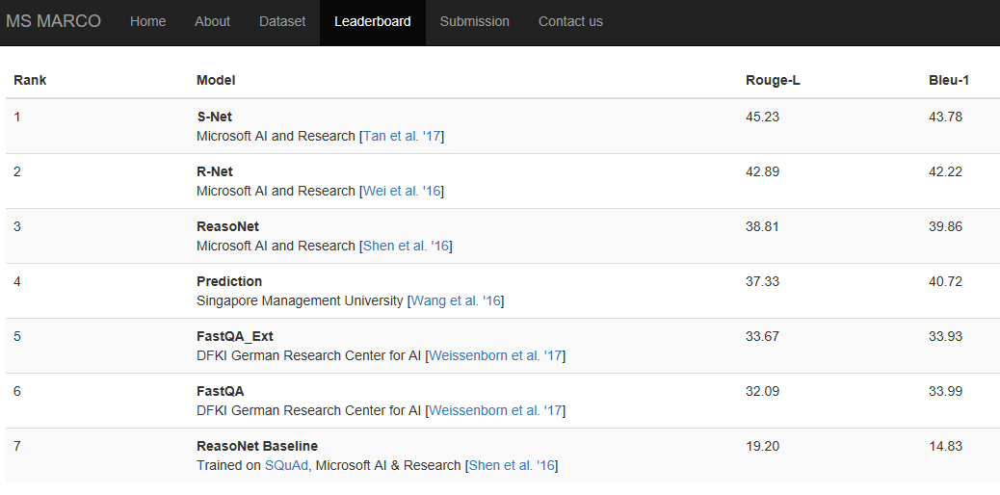 MS MARCO Home About Dataset Leaderboard Submission Contact us
Rank Model Rouge-L Bleu-1
1 S-Net 45.23 43.78
Microsoft AI and Research [Tan et al. '17]
2 R-Net 42.89 42.22
Microsoft AI and Research [Wei et al. '16]
3 ReasoNet 38.81 39.86
Microsoft AI and Research [Shen et al. '16]
4 Prediction 37.33 40.72
Singapore Management University [Wang et al. '16]
5 FastQA_Ext 33.67 33.93
DFKI German Research Center for AI [Weissenborn et al. '17]
6 FastQA 32.09 33.99
DFKI German Research Center for AI [Weissenborn et al. '17]
7 ReasoNet Baseline 19.20 14.83
Trained on SQuAd, Microsoft AI & Research [Shen et al. '16]